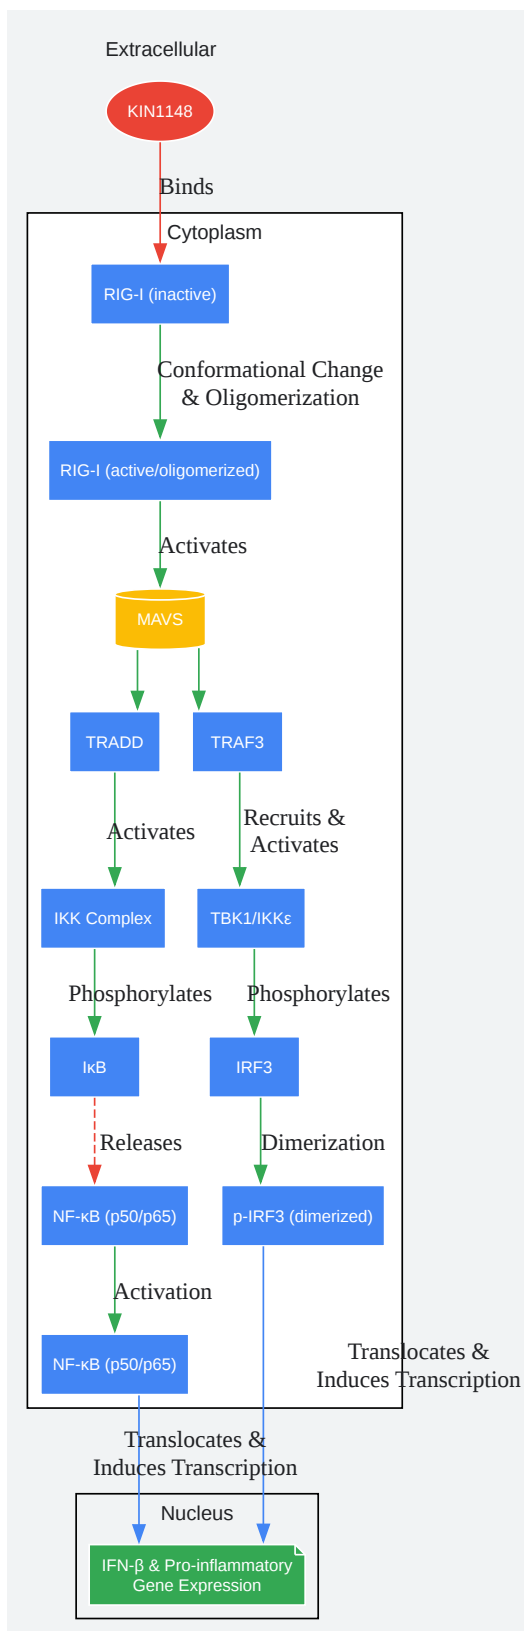 Extracellular
KIN1148
Binds
Cytoplasm
RIG-I (inactive)
Conformational Change
& Oligomerization
RIG-I (active/oligomerized)
Activates
MAVS
TRADD
TRAF3
Activates
Recruits &
Activates
IKK Complex
TBK1/IKKε
Phosphorylates
Phosphorylates
IκB
IRF3
Releases
Dimerization
NF-κB (p50/p65)
p-IRF3 (dimerized)
Activation
NF-κB (p50/p65)
Translocates &
Induces Transcription
Translocates &
Induces Transcription
Nucleus
IFN-β & Pro-inflammatory
Gene Expression